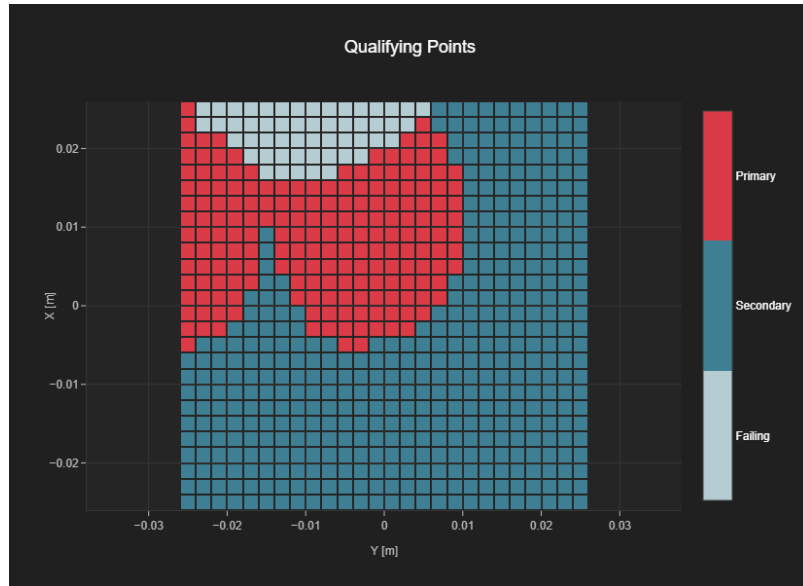 Qualifying Points
0.02
0.01
0
−0.01
−0.02
X [m]
−0.03
−0.02
−0.01
0
0.01
0.02
0.03
Y [m]
Primary
Secondary
Failing